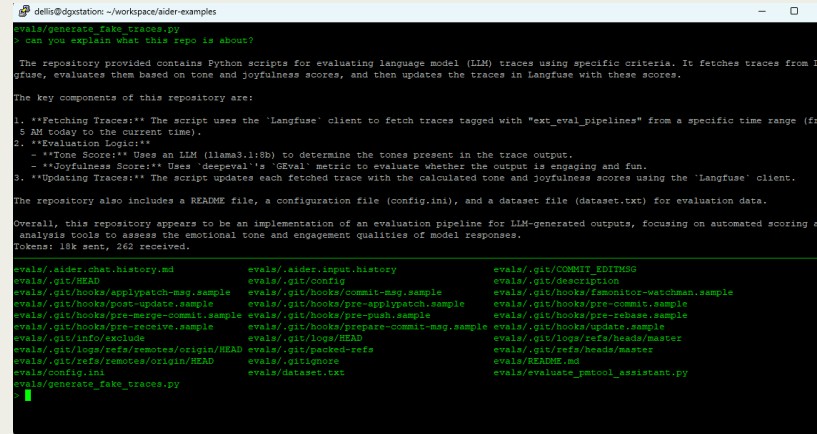 dellis@dgxstation: ~/workspace/aider-examples
evals/generate_fake_traces.py
> can you explain what this repo is about?
The repository provided contains Python scripts for evaluating language model (LLM) traces using specific criteria. It fetches traces from
gfuse, evaluates them based on tone and joyfulness scores, and then updates the traces in Langfuse with these scores.
The key components of this repository are:
1. **Fetching Traces:** The script uses the `Langfuse` client to fetch traces tagged with "ext_eval_pipelines" from a specific time range (fr
5 AM today to the current time).
2. **Evaluation Logic:**
- **Tone Score:** Uses an LLM (llama3.1:8b) to determine the tones present in the trace output.
- **Joyfulness Score:** Uses `deepeval`'s `GEval` metric to evaluate whether the output is engaging and fun.
3. **Updating Traces:** The script updates each fetched trace with the calculated tone and joyfulness scores using the `Langfuse` client.
The repository also includes a README file, a configuration file (config.ini), and a dataset file (dataset.txt) for evaluation data.
Overall, this repository appears to be an implementation of an evaluation pipeline for LLM-generated outputs, focusing on automated scoring a
analysis tools to assess the emotional tone and engagement qualities of model responses.
Tokens: 18k sent, 262 received.
evals/.aider.chat.history.md evals/.aider.input.history evals/.git/COMMIT_EDITMSG
evals/.git/HEAD evals/.git/config evals/.git/description
evals/.git/hooks/applypatch-msg.sample evals/.git/hooks/commit-msg.sample evals/.git/hooks/fsmonitor-watchman.sample
evals/.git/hooks/post-update.sample evals/.git/hooks/pre-applypatch.sample evals/.git/hooks/pre-commit.sample
evals/.git/hooks/pre-merge-commit.sample evals/.git/hooks/pre-push.sample evals/.git/hooks/pre-rebase.sample
evals/.git/hooks/pre-receive.sample evals/.git/hooks/prepare-commit-msg.sample evals/.git/hooks/update.sample
evals/.git/info/exclude evals/.git/logs/HEAD evals/.git/logs/refs/heads/master
evals/.git/logs/refs/remotes/origin/HEAD evals/.git/packed-refs evals/.git/refs/heads/master
evals/.git/refs/remotes/origin/HEAD evals/.gitignore evals/README.md
evals/config.ini evals/dataset.txt evals/evaluate_pmtool_assistant.py
evals/generate_fake_traces.py
>